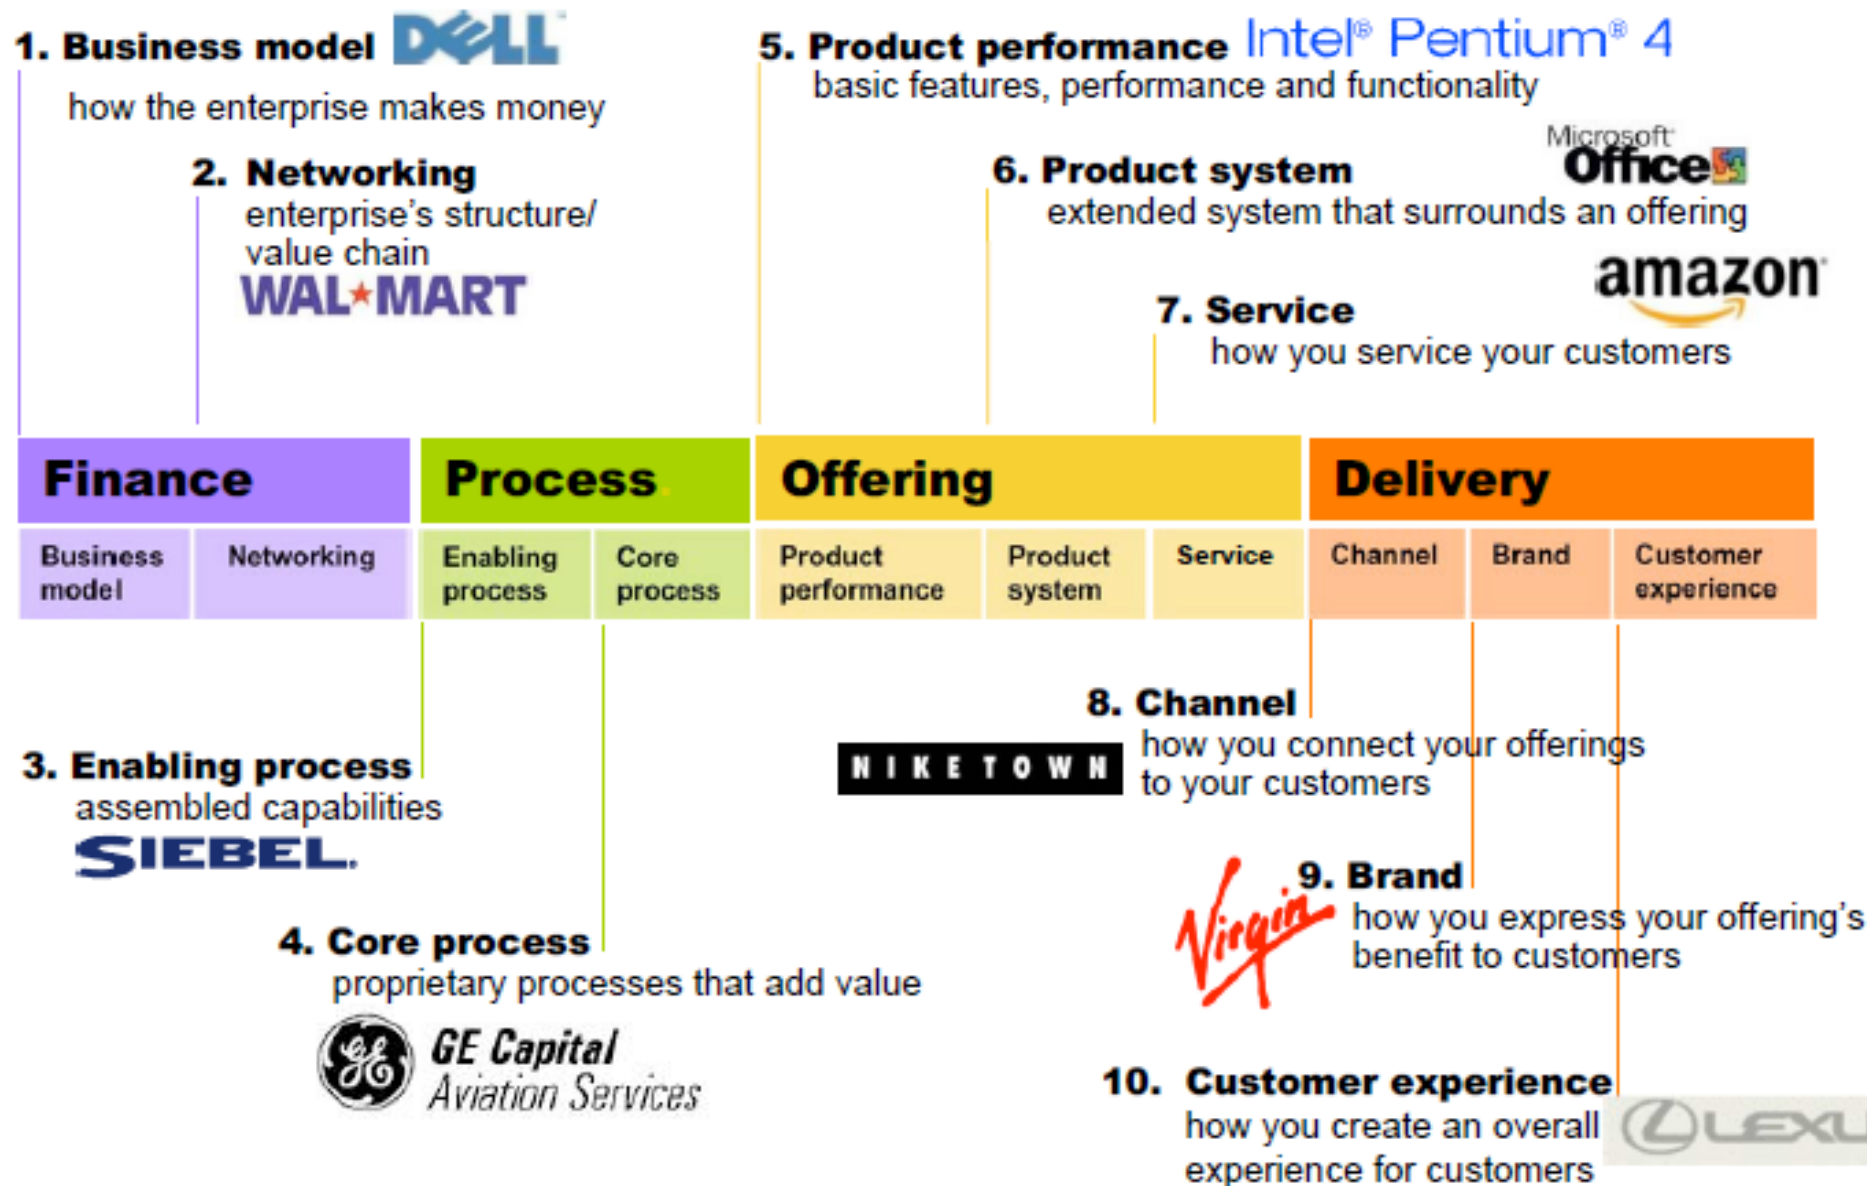 1. Business model DELL
how the enterprise makes money
2. Networking
enterprise's structure/
value chain
WAL★MART
5. Product performance Intel® Pentium® 4
basic features, performance and functionality
Microsoft
Office
6. Product system
extended system that surrounds an offering
amazon
7. Service
how you service your customers
Finance
Process.
Offering
Delivery
Business
model
Networking
Enabling
process
Core
process
Product
performance
Product
system
Service
Channel
Brand
Customer
experience
3. Enabling process
assembled capabilities
SIEBEL.
4. Core process
proprietary processes that add value
GE
GE Capital
Aviation Services
8. Channel
how you connect your offerings
to your customers
NIKETOWN
9. Brand
how you express your offering's
benefit to customers
Virgin
10. Customer experience
how you create an overall
experience for customers
LEXU